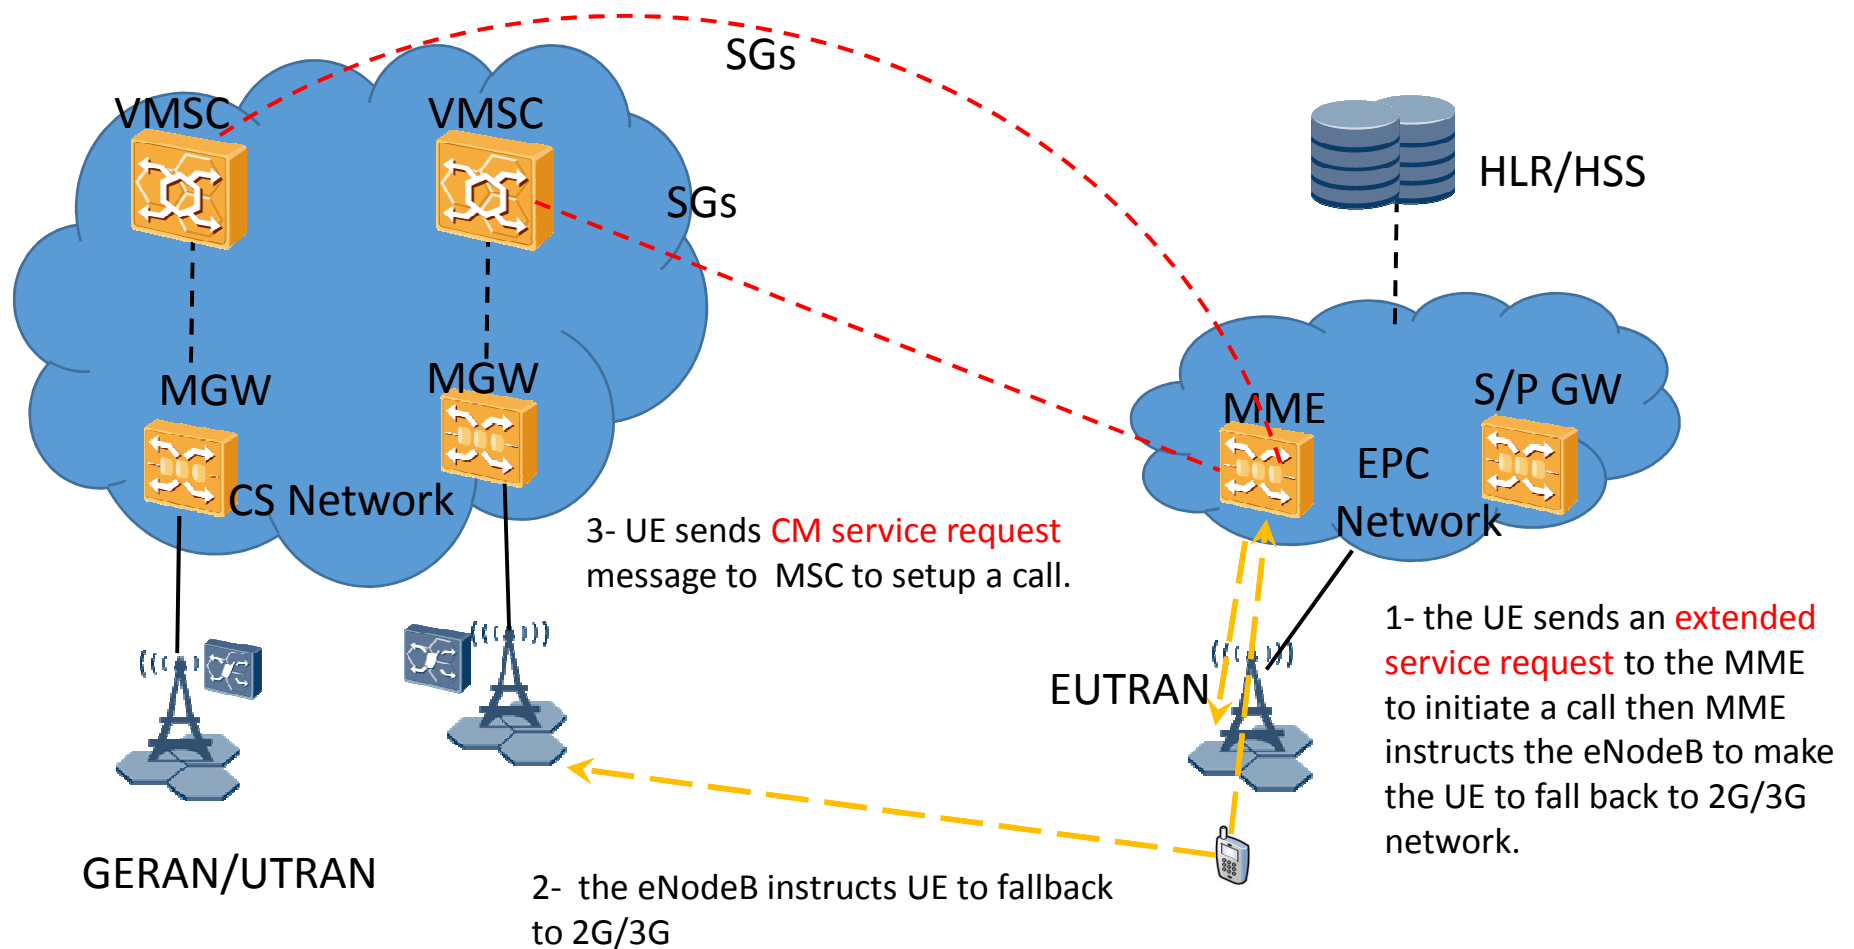 SGs
VMSC
VMSC
SGs
HLR/HSS
MGW
MGW
MME
S/P GW
CS Network
EPC
Network
3- UE sends CM service request
message to  MSC to setup a call.
EUTRAN
1- the UE sends an extended
service request to the MME
to initiate a call then MME
instructs the eNodeB to make
the UE to fall back to 2G/3G
network.
GERAN/UTRAN
2-  the eNodeB instructs UE to fallback
to 2G/3G